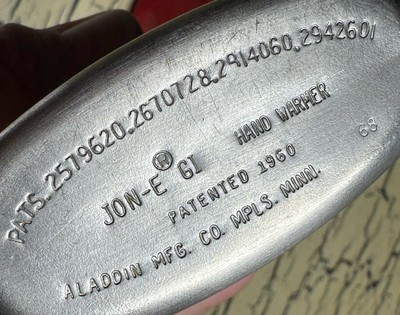 PATS. 2579620,2670728,2914060,2942601
JON-E ® GI HAND WARMER
PATENTED 1960
68
ALADDIN MFG. CO. MPLS. MINN.